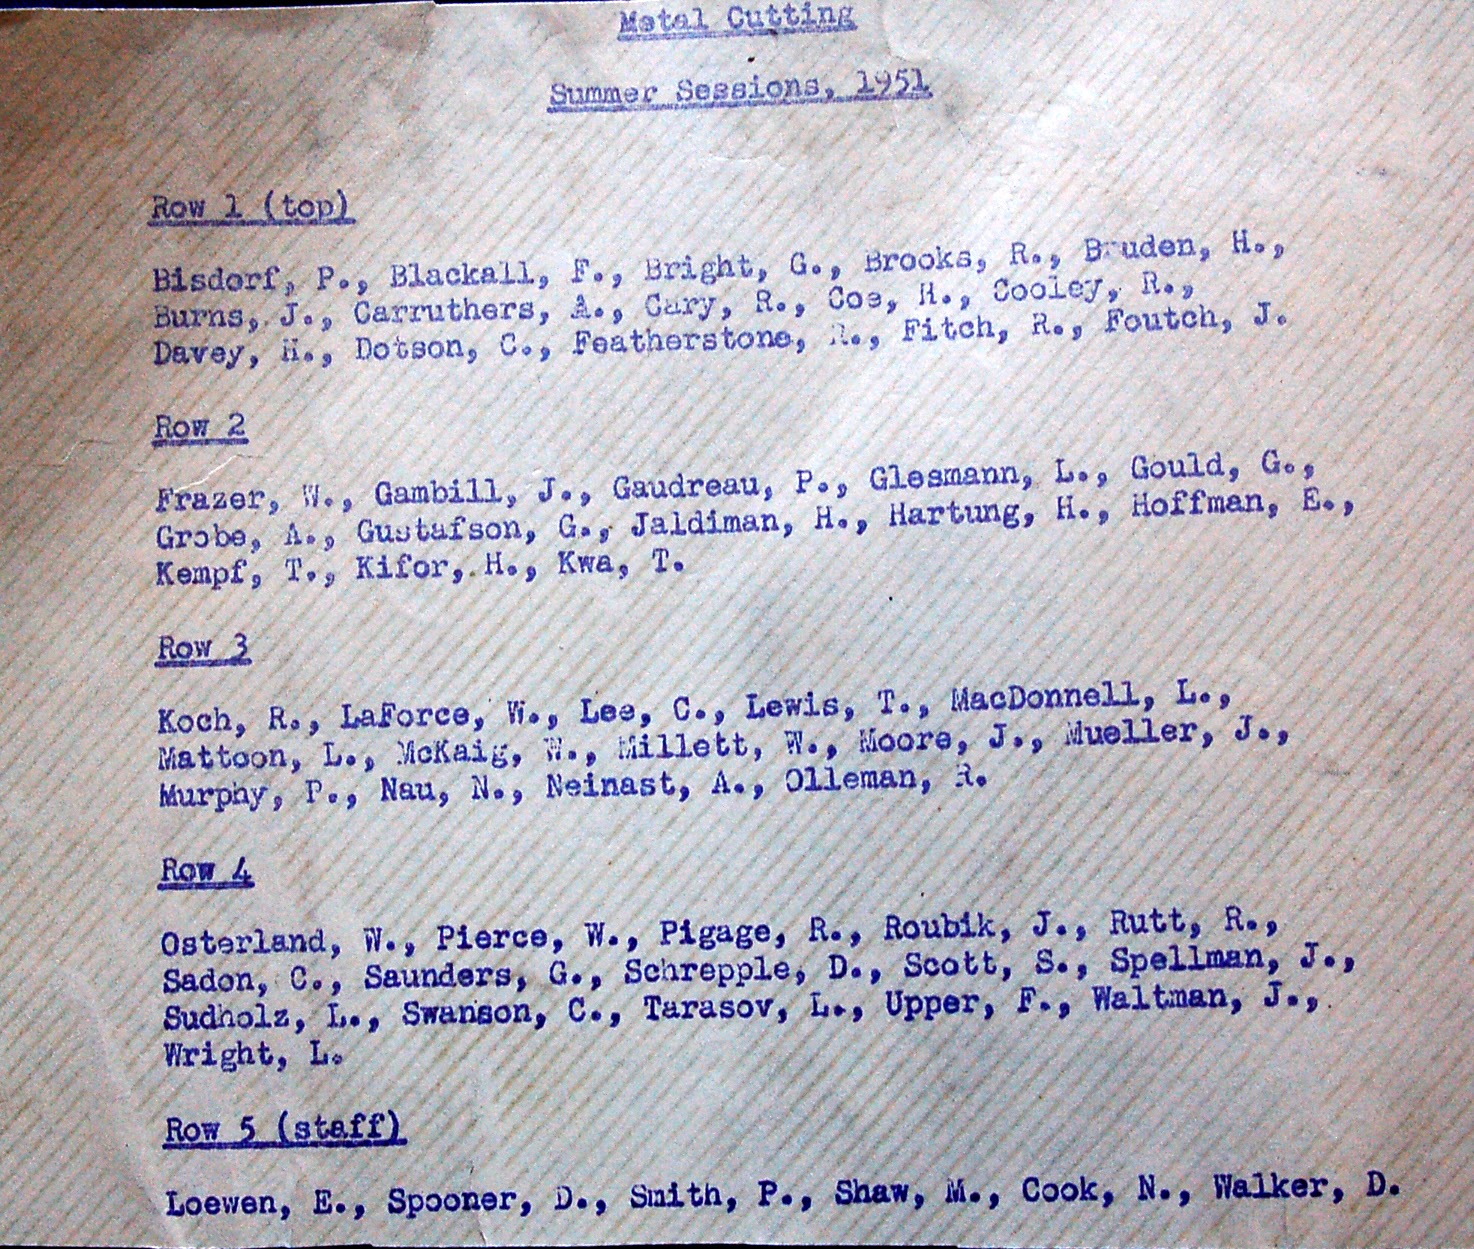 Metal Cutting
Summer Sessions, 1951
Row 1 (top)
Bisdorf, P., Blackall, F., Bright, G., Brooks, R., Bruden, H.,
Burns, J., Carruthers, A., Cary, R., Coe, H., Cooley, R.,
Davey, H., Dotson, C., Featherstone, R., Fitch, R., Foutch, J.
Row 2
Frazer, W., Gambill, J., Gaudreau, P., Glesmann, L., Gould, G.,
Grobe, A., Gustafson, G., Jaldiman, H., Hartung, H., Hoffman, E.,
Kempf, T., Kifor, H., Kwa, T.
Row 3
Koch, R., LaForce, W., Lee, C., Lewis, T., MacDonnell, L.,
Mattoon, L., McKaig, W., Millett, W., Moore, J., Mueller, J.,
Murphy, P., Nau, N., Neinast, A., Olleman, R.
Row 4
Osterland, W., Pierce, W., Pigage, R., Roubik, J., Rutt, R.,
Sadon, C., Saunders, G., Schrepple, D., Scott, S., Spellman, J.,
Sudholz, L., Swanson, C., Tarasov, L., Upper, F., Waltman, J.,
Wright, L.
Row 5 (staff)
Loewen, E., Spooner, D., Smith, P., Shaw, M., Cook, N., Walker, D.